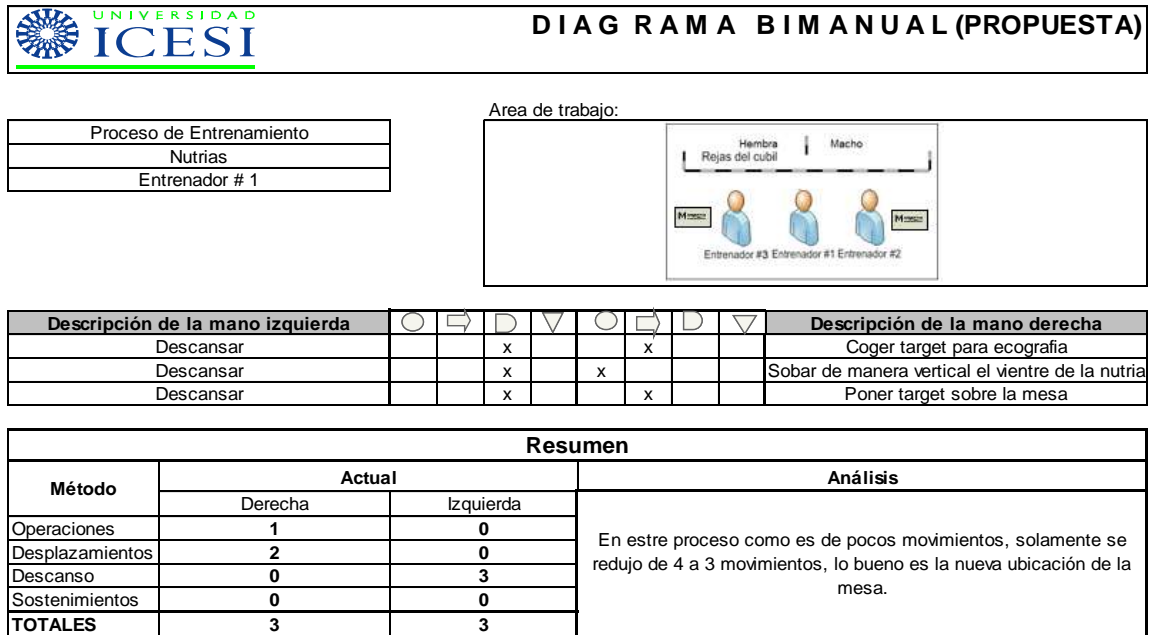 UNIVERSIDAD
ICESI
D I A G R A M A B I M A N U A L (PROPUESTA)
Proceso de Entrenamiento
Nutrias
Entrenador # 1
Area de trabajo:
Hembra Macho
Rejas del cubil
Entrenador #3 Entrenador #1 Entrenador #2
Descripción de la mano izquierda Descripción de la mano derecha
Descansar x x Coger target para ecografia
Descansar x x Sobar de manera vertical el vientre de la nutria
Descansar x x Poner target sobre la mesa
Resumen
Método Actual Análisis
Derecha Izquierda
Operaciones 1 0
Desplazamientos 2 0
Descanso 0 3
Sostenimientos 0 0
TOTALES 3 3
En estre proceso como es de pocos movimientos, solamente se
redujo de 4 a 3 movimientos, lo bueno es la nueva ubicación de la
mesa.